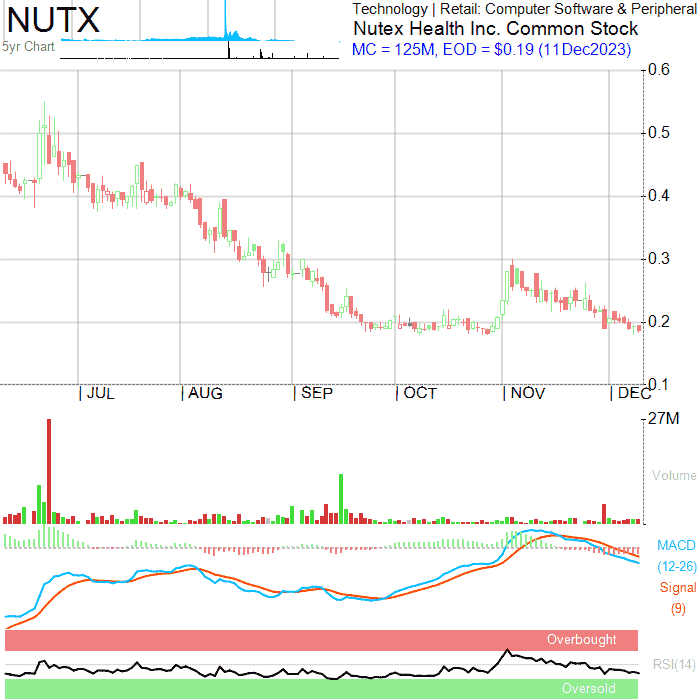 NUTX
5yr Chart
Technology | Retail: Computer Software & Peripheral
Nutex Health Inc. Common Stock
MC = 125M, EOD = $0.19 (11Dec2023)
0.6
0.5
0.4
0.3
0.2
0.1
| JUL | AUG | SEP | OCT | NOV | DEC
27M
Volume
MACD
(12-26)
Signal
(9)
Overbought
RSI(14)
Oversold